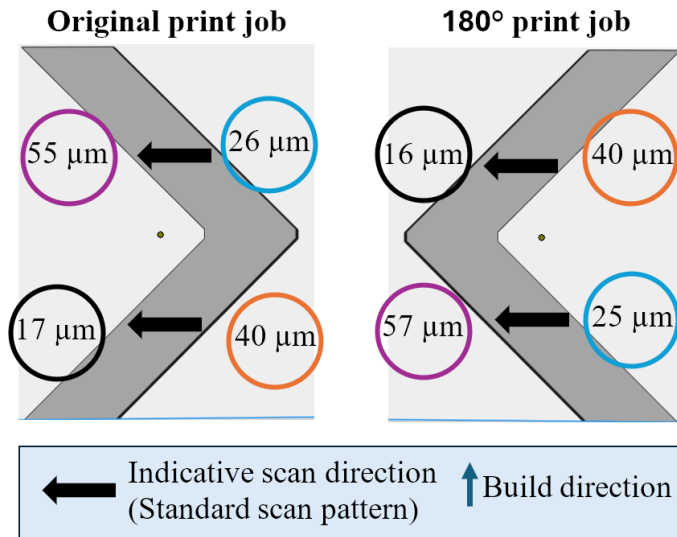 Original print job
180° print job
55 µm
26 µm
16 µm
40 µm
17 µm
40 µm
57 µm
25 µm
Indicative scan direction
(Standard scan pattern)
Build direction